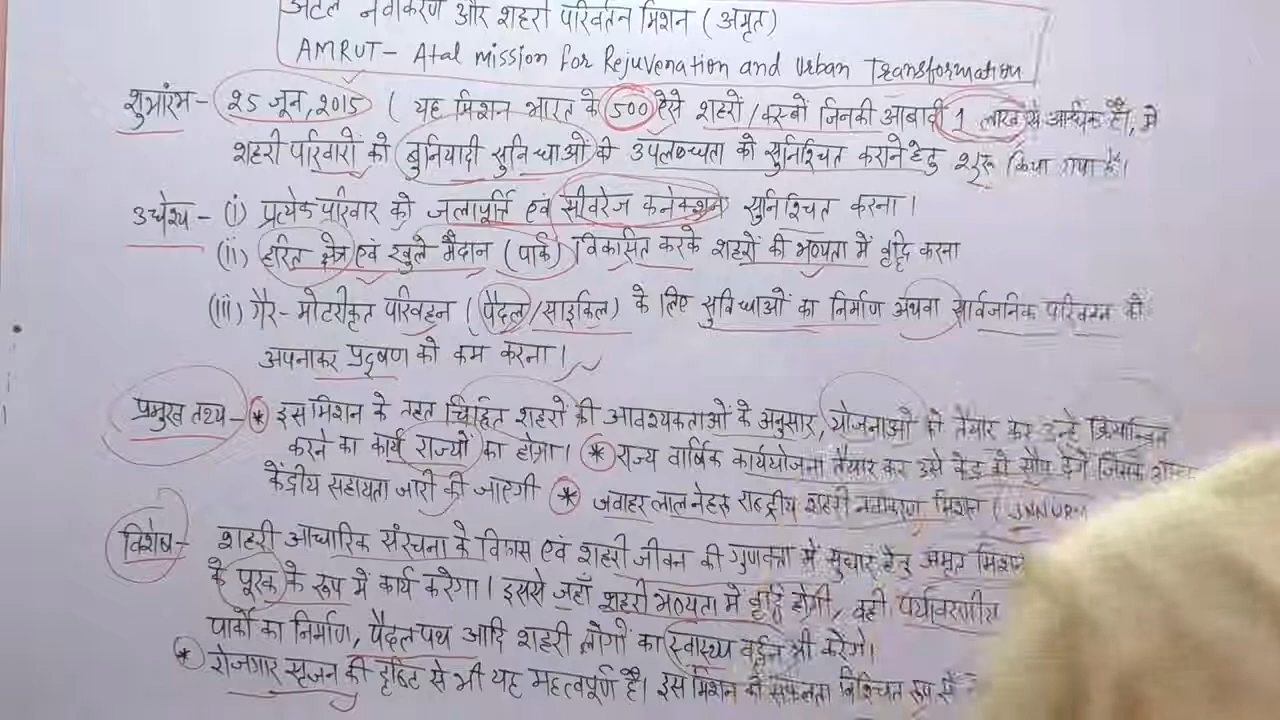 अटल नवीकरण और शहरी परिवर्तन मिशन (अमृत)
AMRUT- Atal mission for Rejuvenation and Urban Transformation
शुभारंभ- 25 जून, 2015 ( यह मिशन भारत के 500 ऐसे शहरों/कस्बों जिनकी आबादी 1 लाख से अधिक है, में
शहरी परिवारों को बुनियादी सुविधाओं की उपलब्धता को सुनिश्चित कराने हेतु शुरू किया गया है।
उद्देश्य- (i) प्रत्येक परिवार को जलापूर्ति एवं सीवरेज कनेक्शन सुनिश्चित करना।
(ii) हरित क्षेत्र एवं खुले मैदान (पार्क) विकसित करके शहरों की भव्यता में वृद्धि करना
(iii) गैर-मोटरीकृत परिवहन (पैदल/साइकिल) के लिए सुविधाओं का निर्माण अथवा सार्वजनिक परिवहन को
अपनाकर प्रदूषण को कम करना।
प्रमुख तथ्य- * इस मिशन के तहत चिह्नित शहरों की आवश्यकताओं के अनुसार, योजनाओं को तैयार कर उन्हें क्रियान्वित
करने का कार्य राज्यों का होगा। * राज्य वार्षिक कार्ययोजना तैयार कर उसे केंद्र को सौंप देंगे जिसके
केंद्रीय सहायता जारी की जाएगी * जवाहर लाल नेहरू राष्ट्रीय शहरी नवीकरण मिशन (JNNURM
विशेष- शहरी आधारिक संरचना के विकास एवं शहरी जीवन की गुणवत्ता में सुधार हेतु अमृत मिशन
के पूरक के रूप में कार्य करेगा। इससे जहाँ शहरी भव्यता में वृद्धि होगी, वहीं पर्यावरणीय
पार्कों का निर्माण, पैदलपथ आदि शहरी लोगों का स्वास्थ्य वर्द्धन भी करेंगे।
* रोजगार सृजन की दृष्टि से भी यह महत्वपूर्ण है। इस मिशन की सफलता निश्चित रूप से